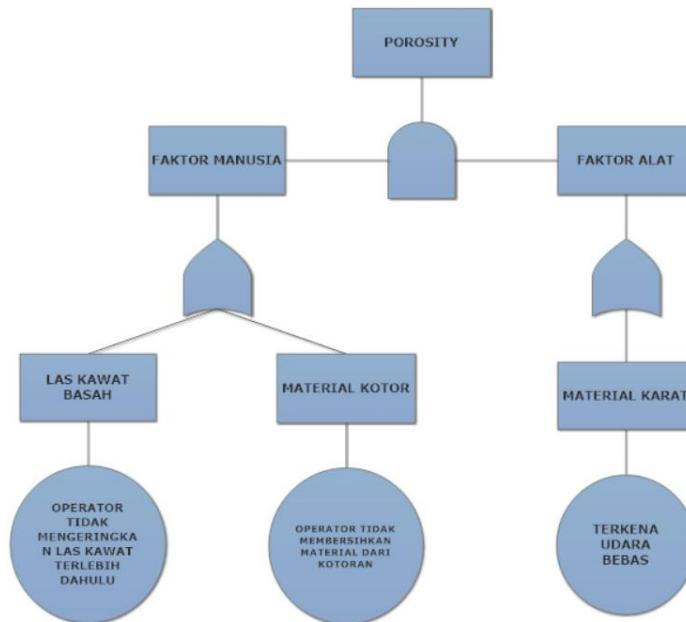 POROSITY
FAKTOR MANUSIA
FAKTOR ALAT
LAS KAWAT
BASAH
MATERIAL KOTOR
MATERIAL KARAT
OPERATOR
TIDAK
MENGERINGKA
N LAS KAWAT
TERLEBIH
DAHULU
OPERATOR TIDAK
MEMBERSIHKAN
MATERIAL DARI
KOTORAN
TERKENA
UDARA
BEBAS